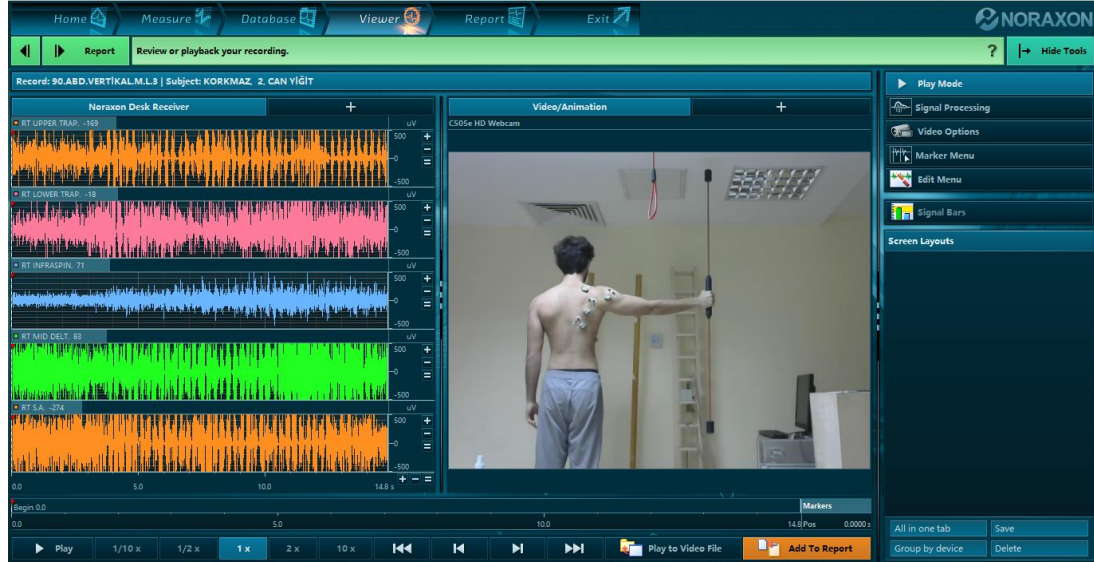 Home
Measure
Database
Viewer
Report
Exit
NORAXON
Report
Review or playback your recording.
?
Hide Tools
Record: 90.ABD.VERTİKAL.M.L.3 | Subject: KORKMAZ, 2, CAN YİĞİT
Noraxon Desk Receiver
+
Video/Animation
+
RT UPPER TRAP. -169
uV
500
0
-500
RT LOWER TRAP. -18
uV
500
0
-500
RT INFRASPIN. 71
uV
500
0
-500
RT MID DELT. 83
uV
500
0
-500
RT S.A. -274
uV
500
0
-500
0.0
5.0
10.0
14.8 s
C505e HD Webcam
Play Mode
Signal Processing
Video Options
Marker Menu
Edit Menu
Signal Bars
Screen Layouts
Begin 0.0
Markers
0.0
5.0
10.0
14.8 Pos 0.0000 s
Play
1/10 x
1/2 x
1 x
2 x
10 x
Play to Video File
Add To Report
All in one tab
Save
Group by device
Delete